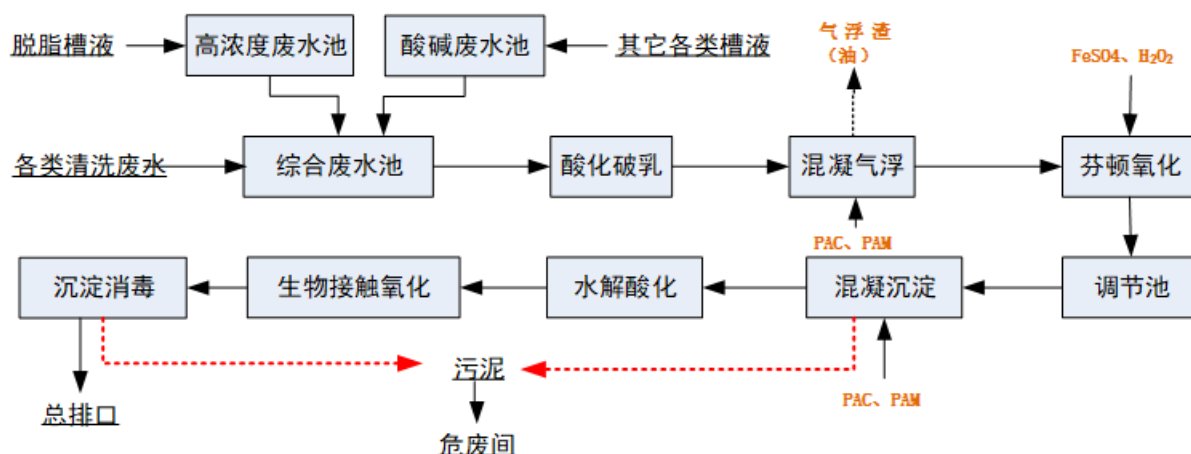 脱脂槽液
高浓度废水池
酸碱废水池
其它各类槽液
气浮渣
（油）
FeSO4、H₂O₂
各类清洗废水
综合废水池
酸化破乳
混凝气浮
芬顿氧化
PAC、PAM
沉淀消毒
生物接触氧化
水解酸化
混凝沉淀
调节池
污泥
PAC、PAM
总排口
危废间